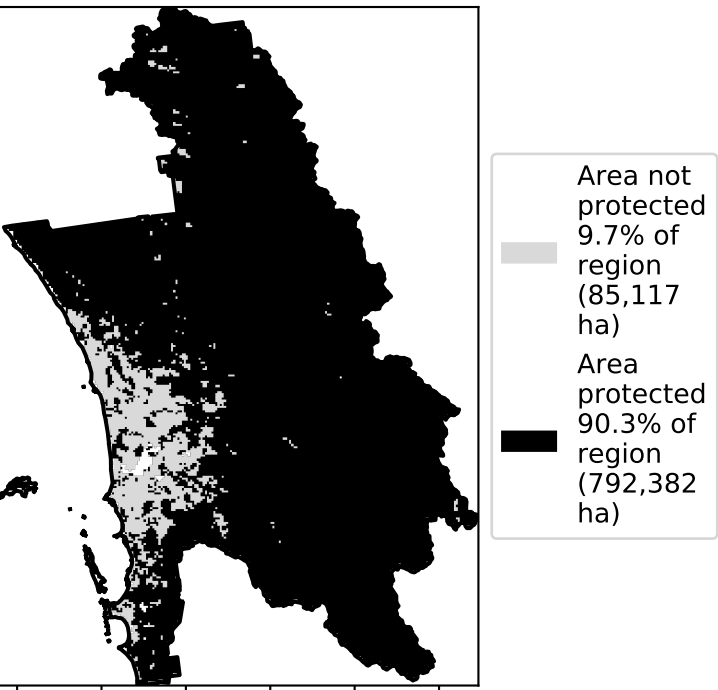 Area not
protected
9.7% of
region
(85,117
ha)
Area
protected
90.3% of
region
(792,382
ha)